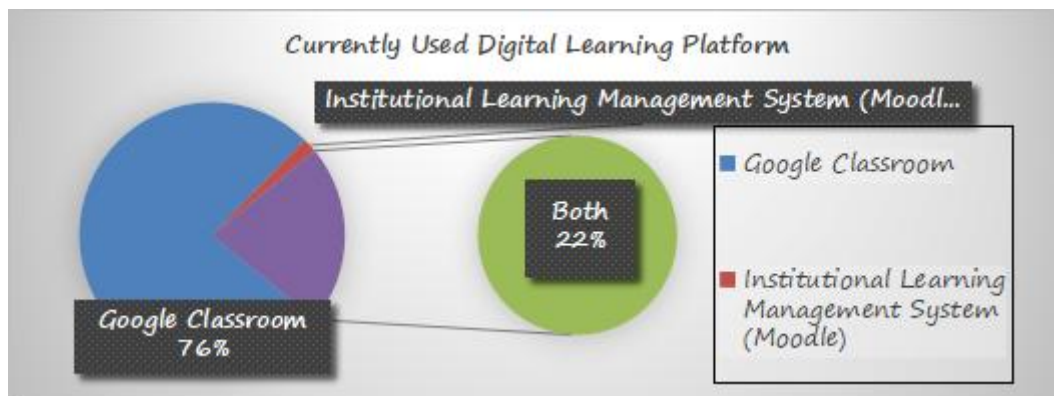 Currently Used Digital Learning Platform
Institutional Learning Management System (Moodl...
Both
22%
Google Classroom
76%
Google Classroom
Institutional Learning
Management System
(Moodle)